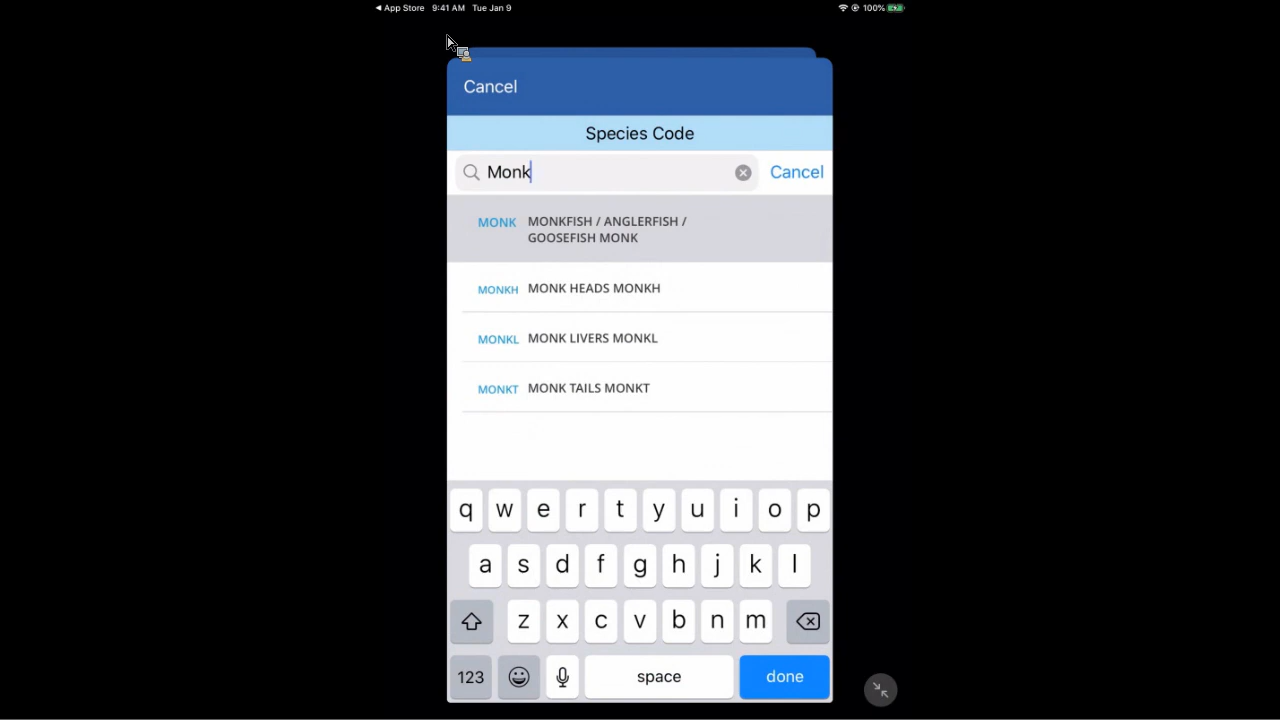 ◀ App Store 9:41 AM Tue Jan 9 100%
Cancel
Species Code
Monk Cancel
MONK MONKFISH / ANGLERFISH /
GOOSEFISH MONK
MONKH MONK HEADS MONKH
MONKL MONK LIVERS MONKL
MONKT MONK TAILS MONKT
q w e r t y u i o p
a s d f g h j k l
z x c v b n m
123 space done